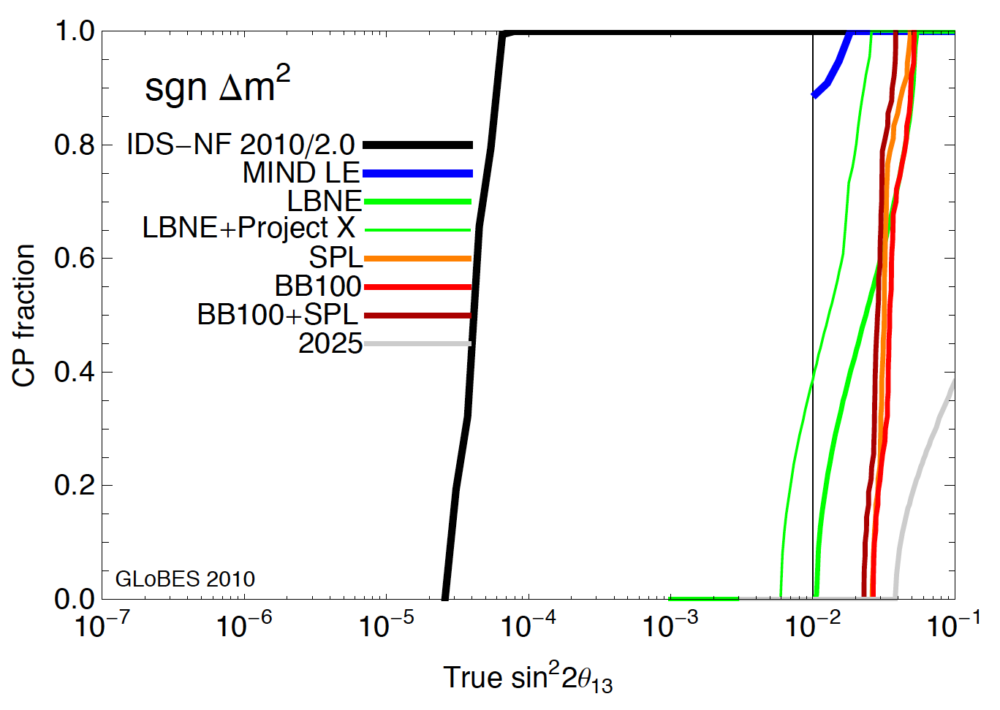 1.0
sgn Δm²
0.8
IDS−NF 2010/2.0
MIND LE
LBNE
LBNE+Project X
0.6
SPL
BB100
CP fraction
BB100+SPL
2025
0.4
0.2
GLoBES 2010
0.0
10⁻⁷ 10⁻⁶ 10⁻⁵ 10⁻⁴ 10⁻³ 10⁻² 10⁻¹
True sin²2θ₁₃